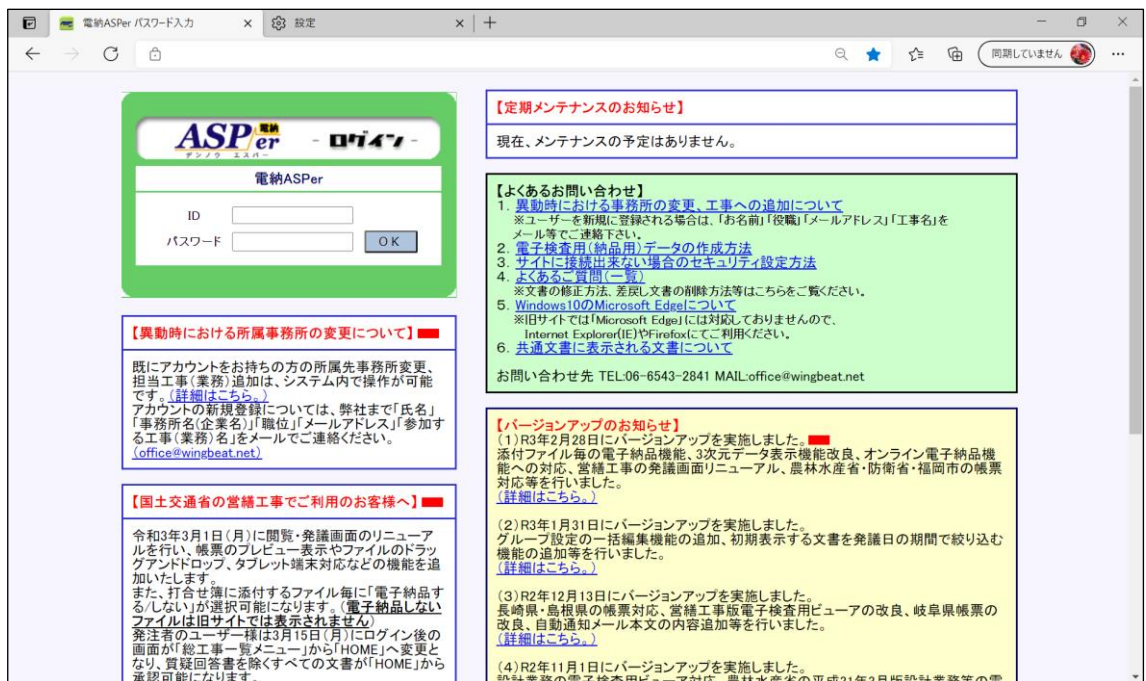 電納ASPer パスワード入力
設定
同期していません
ASPer 電納
デンノウ エスパー
- ログイン -
電納ASPer
ID
パスワード
OK
【異動時における所属事務所の変更について】
既にアカウントをお持ちの方の所属先事務所変更、
担当工事(業務)追加は、システム内で操作が可能
です。(詳細はこちら。)
アカウントの新規登録については、弊社まで「氏名」
「事務所名(企業名)」「職位」「メールアドレス」「参加す
る工事(業務)名」をメールでご連絡ください。
(office@wingbeat.net)
【国土交通省の営繕工事でご利用のお客様へ】
令和3年3月1日(月)に閲覧・発議画面のリニューア
ルを行い、帳票のプレビュー表示やファイルのドラッ
グアンドドロップ、タブレット端末対応などの機能を追
加いたします。
また、打合せ簿に添付するファイル毎に「電子納品す
る/しない」が選択可能になります。(電子納品しない
ファイルは旧サイトでは表示されません)
発注者のユーザー様は3月15日(月)にログイン後の
画面が「総工事一覧メニュー」から「HOME」へ変更と
なり、質疑回答書を除くすべての文書が「HOME」から
承認可能になります。
【定期メンテナンスのお知らせ】
現在、メンテナンスの予定はありません。
【よくあるお問い合わせ】
1. 異動時における事務所の変更、工事への追加について
※ユーザーを新規に登録される場合は、「お名前」「役職」「メールアドレス」「工事名」を
メール等でご連絡下さい。
2. 電子検査用(納品用)データの作成方法
3. サイトに接続出来ない場合のセキュリティ設定方法
4. よくあるご質問(一覧)
※文書の修正方法、差戻し文書の削除方法等はこちらをご覧ください。
5. Windows10のMicrosoft Edgeについて
※旧サイトでは「Microsoft Edge」には対応しておりませんので、
Internet Explorer(IE)やFirefoxにてご利用ください。
6. 共通文書に表示される文書について
お問い合わせ先 TEL:06-6543-2841 MAIL:office@wingbeat.net
【バージョンアップのお知らせ】
(1)R3年2月28日にバージョンアップを実施しました。
添付ファイル毎の電子納品機能、3次元データ表示機能改良、オンライン電子納品機
能への対応、営繕工事の発議画面リニューアル、農林水産省・防衛省・福岡市の帳票
対応等を行いました。
(詳細はこちら。)
(2)R3年1月31日にバージョンアップを実施しました。
グループ設定の一括編集機能の追加、初期表示する文書を発議日の期間で絞り込む
機能の追加等を行いました。
(詳細はこちら。)
(3)R2年12月13日にバージョンアップを実施しました。
長崎県・島根県の帳票対応、営繕工事版電子検査用ビューアの改良、岐阜県帳票の
改良、自動通知メール本文の内容追加等を行いました。
(詳細はこちら。)
(4)R2年11月1日にバージョンアップを実施しました。
設計業務の電子検査用ビューア対応、農林水産省の平成31年3月版設計業務等の電